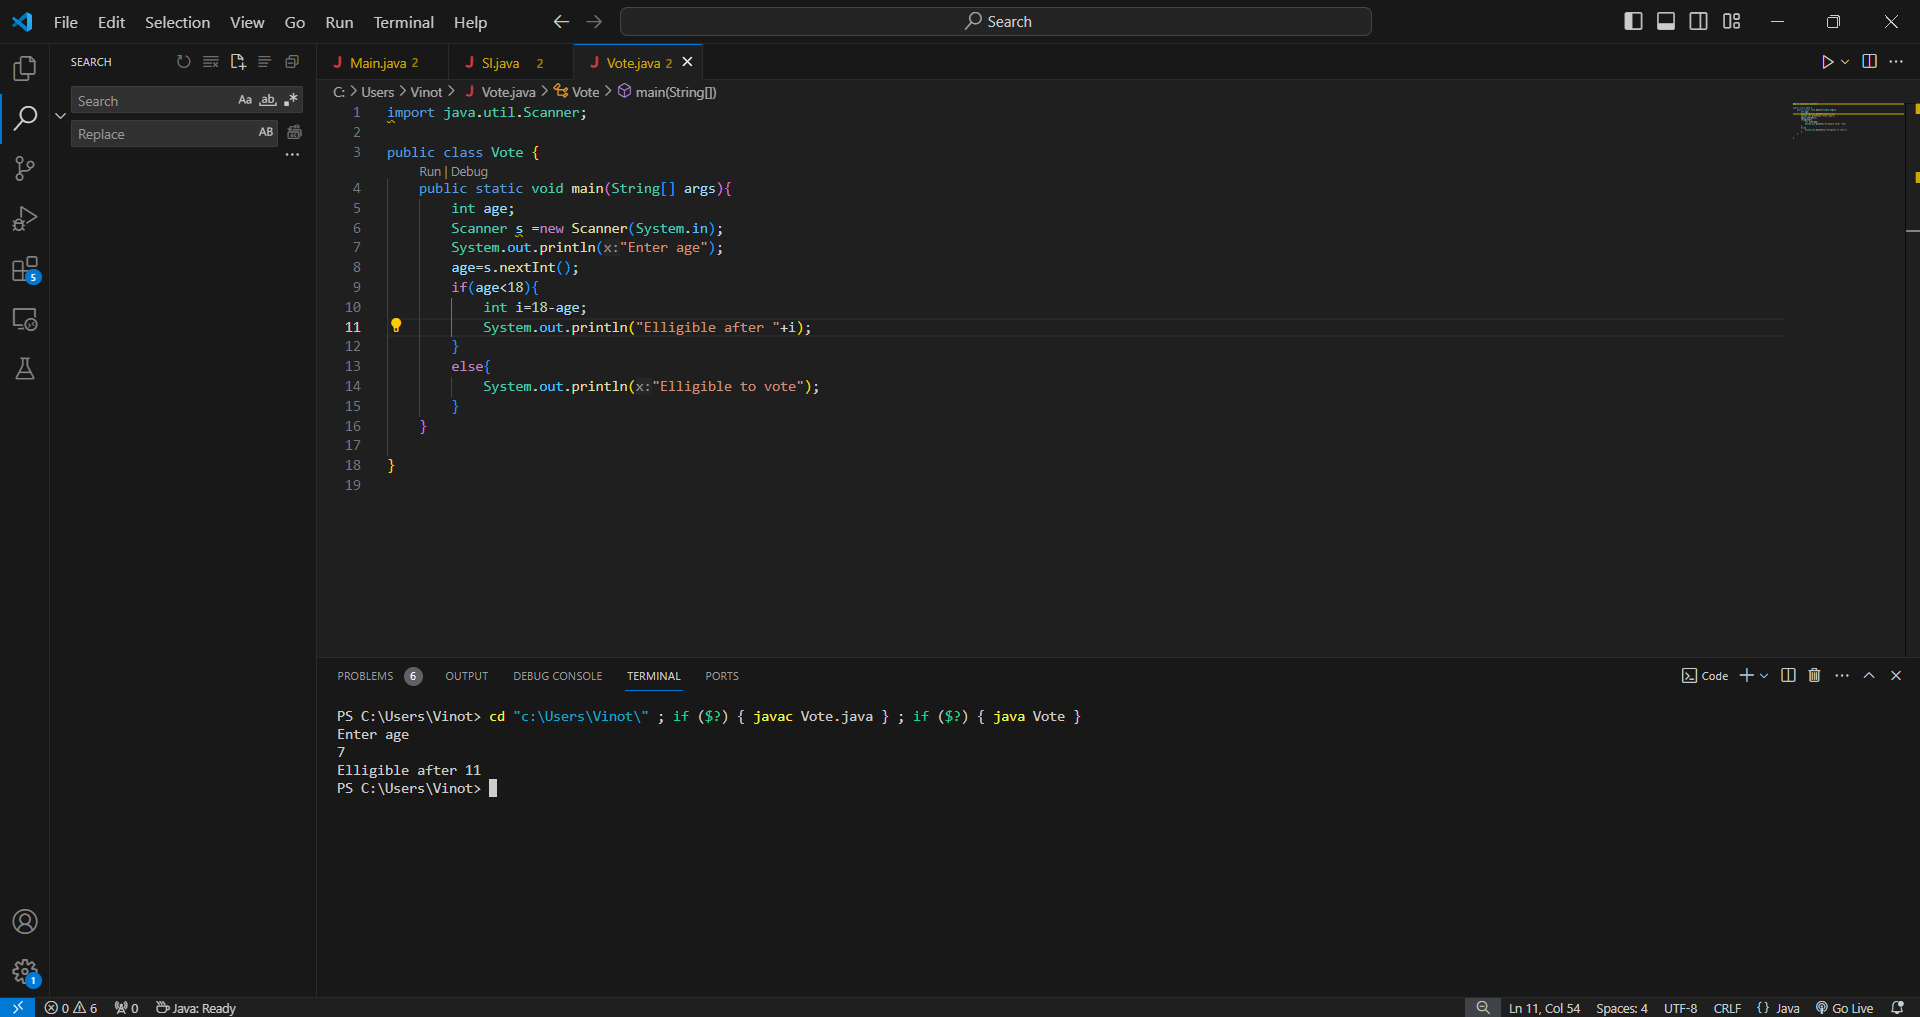 File Edit Selection View Go Run Terminal Help
Search
SEARCH
Search Aa ab .*
Replace AB
Main.java 2
SI.java 2
Vote.java 2
C: > Users > Vinot > J Vote.java > Vote > main(String[])
1 import java.util.Scanner;
2
3 public class Vote {
Run | Debug
4 public static void main(String[] args){
5 int age;
6 Scanner s =new Scanner(System.in);
7 System.out.println(x:"Enter age");
8 age=s.nextInt();
9 if(age<18){
10 int i=18-age;
11 System.out.println("Elligible after "+i);
12 }
13 else{
14 System.out.println(x:"Elligible to vote");
15 }
16 }
17
18 }
19
5
PROBLEMS 6 OUTPUT DEBUG CONSOLE TERMINAL PORTS
Code
PS C:\Users\Vinot> cd "c:\Users\Vinot\" ; if ($?) { javac Vote.java } ; if ($?) { java Vote }
Enter age
7
Elligible after 11
PS C:\Users\Vinot>
1
0 6 0 Java: Ready
Ln 11, Col 54 Spaces: 4 UTF-8 CRLF {} Java Go Live